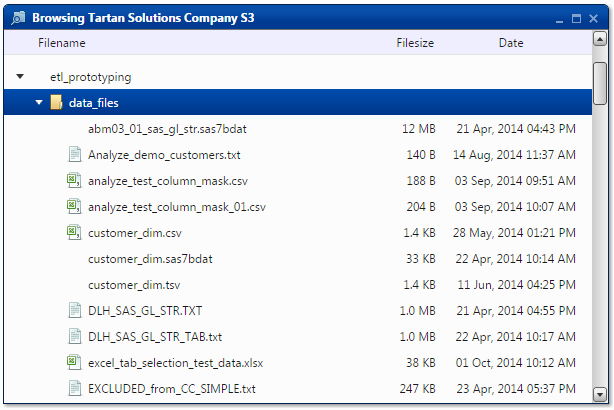 Browsing Tartan Solutions Company S3
Filename Filesize Date
etl_prototyping
data_files
abm03_01_sas_gl_str.sas7bdat 12 MB 21 Apr, 2014 04:43 PM
Analyze_demo_customers.txt 140 B 14 Aug, 2014 11:37 AM
analyze_test_column_mask.csv 188 B 03 Sep, 2014 09:51 AM
analyze_test_column_mask_01.csv 204 B 03 Sep, 2014 10:07 AM
customer_dim.csv 1.4 KB 28 May, 2014 01:21 PM
customer_dim.sas7bdat 33 KB 22 Apr, 2014 10:14 AM
customer_dim.tsv 1.4 KB 11 Jun, 2014 04:25 PM
DLH_SAS_GL_STR.TXT 1.0 MB 21 Apr, 2014 04:55 PM
DLH_SAS_GL_STR_TAB.txt 1.0 MB 22 Apr, 2014 10:17 AM
excel_tab_selection_test_data.xlsx 38 KB 01 Oct, 2014 10:12 AM
EXCLUDED_from_CC_SIMPLE.txt 247 KB 23 Apr, 2014 05:37 PM